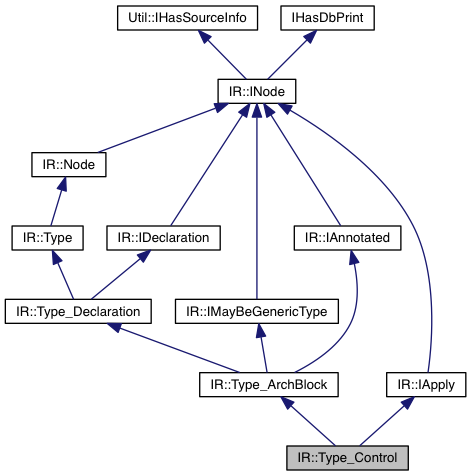 Util::IHasSourceInfo
IHasDbPrint
IR::INode
IR::Node
IR::Type
IR::IDeclaration
IR::IAnnotated
IR::Type_Declaration
IR::IMayBeGenericType
IR::Type_ArchBlock
IR::IApply
IR::Type_Control